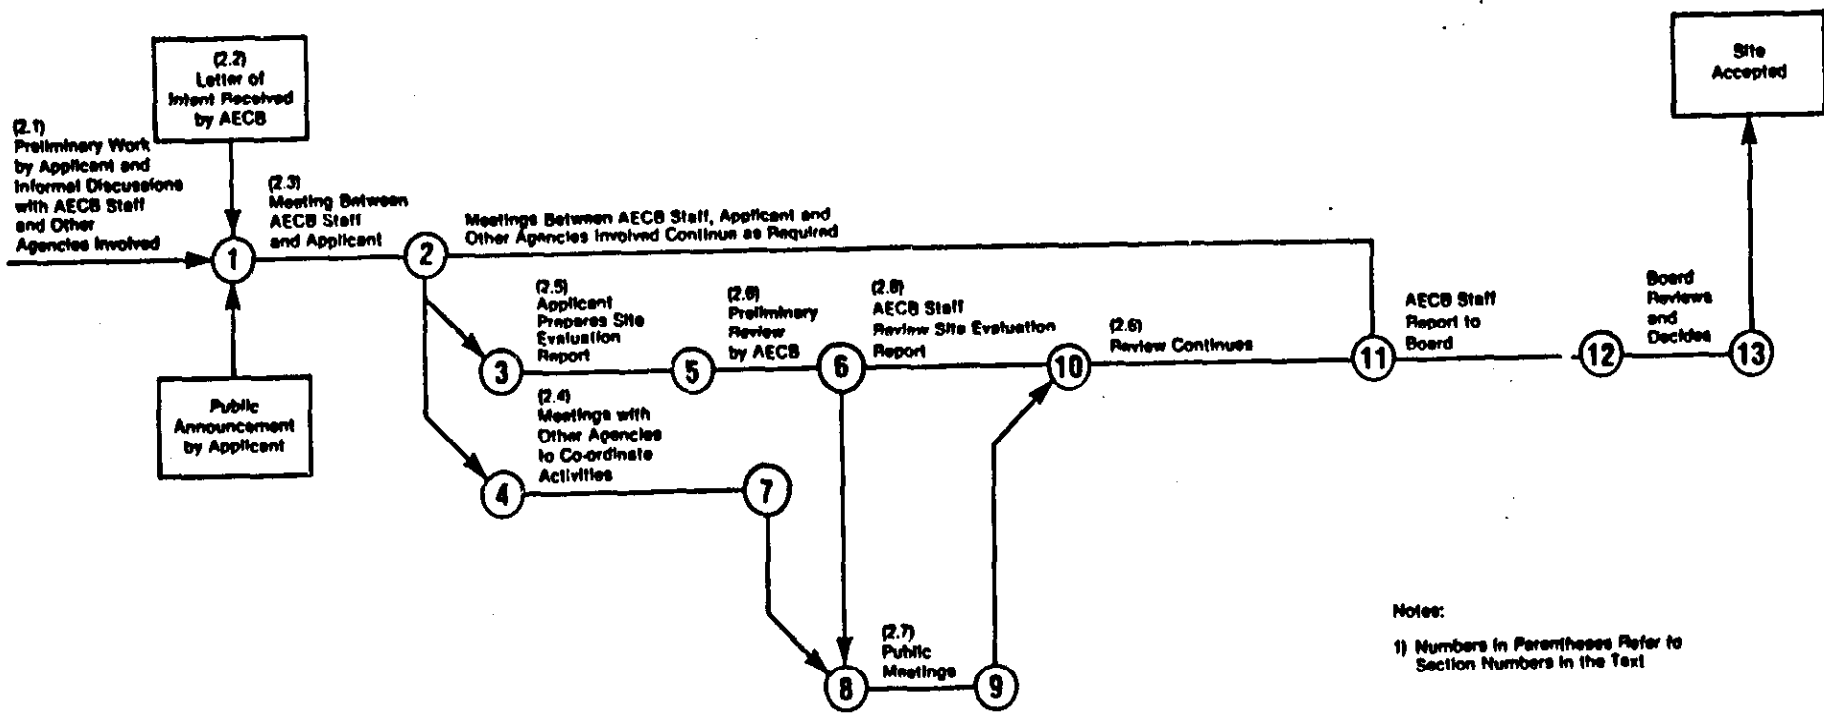 (2.2)
Letter of
Intent Received
by AECB
Site
Accepted
(2.1)
Preliminary Work
by Applicant and
Informal Discussions
with AECB Staff
and Other
Agencies Involved
(2.3)
Meeting Between
AECB Staff
and Applicant
Meetings Between AECB Staff, Applicant and
Other Agencies Involved Continue as Required
1
2
(2.5)
Applicant
Prepares Site
Evaluation
Report
(2.6)
Preliminary
Review
by AECB
(2.8)
AECB Staff
Review Site Evaluation
Report
(2.6)
Review Continues
AECB Staff
Report to
Board
Board
Reviews
and
Decides
3
5
6
10
11
12
13
Public
Announcement
by Applicant
(2.4)
Meetings with
Other Agencies
to Co-ordinate
Activities
4
7
(2.7)
Public
Meetings
8
9
Notes:
1) Numbers in Parentheses Refer to
Section Numbers in the Text